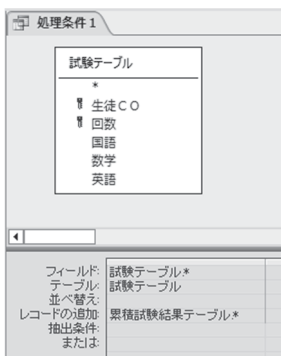 処理条件1
試験テーブル
*
生徒CO
回数
国語
数学
英語
フィールド: 試験テーブル.*
テーブル: 試験テーブル
並べ替え:
レコードの追加: 累積試験結果テーブル.*
抽出条件:
または: